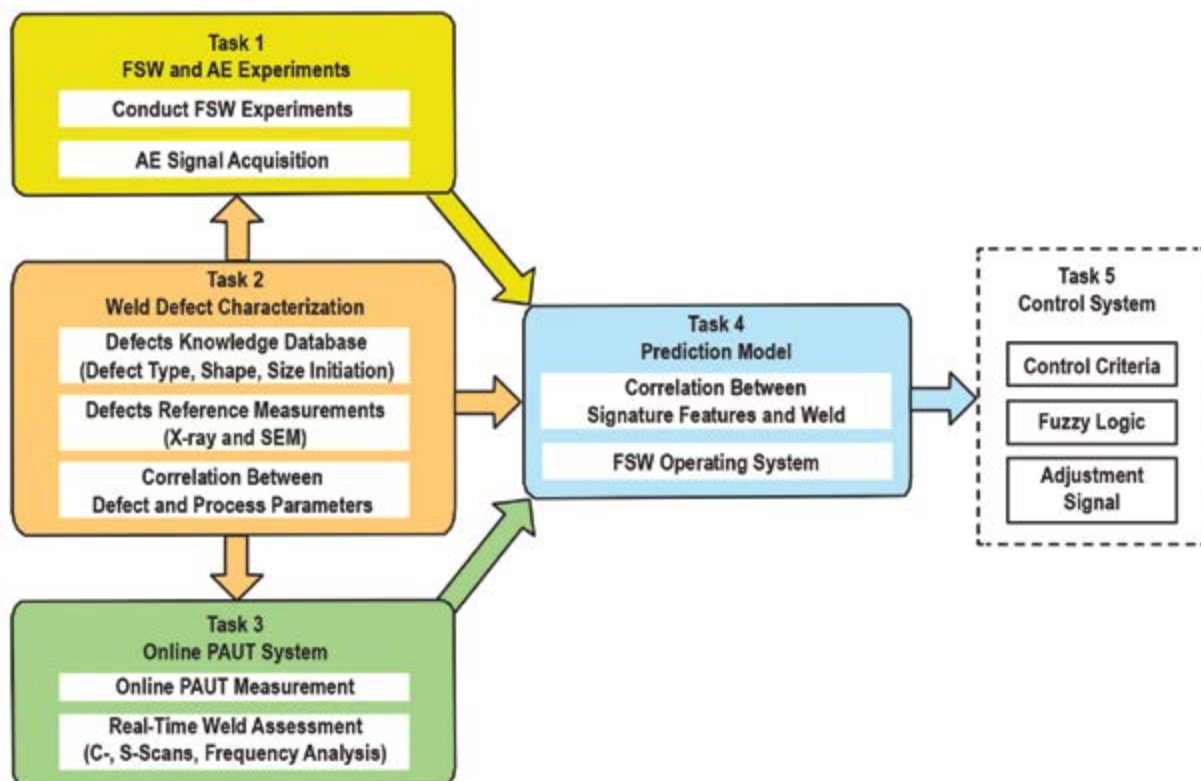 Task 1
FSW and AE Experiments
Conduct FSW Experiments
AE Signal Acquisition
Task 2
Weld Defect Characterization
Defects Knowledge Database
(Defect Type, Shape, Size Initiation)
Defects Reference Measurements
(X-ray and SEM)
Correlation Between
Defect and Process Parameters
Task 3
Online PAUT System
Online PAUT Measurement
Real-Time Weld Assessment
(C-, S-Scans, Frequency Analysis)
Task 4
Prediction Model
Correlation Between
Signature Features and Weld
FSW Operating System
Task 5
Control System
Control Criteria
Fuzzy Logic
Adjustment
Signal